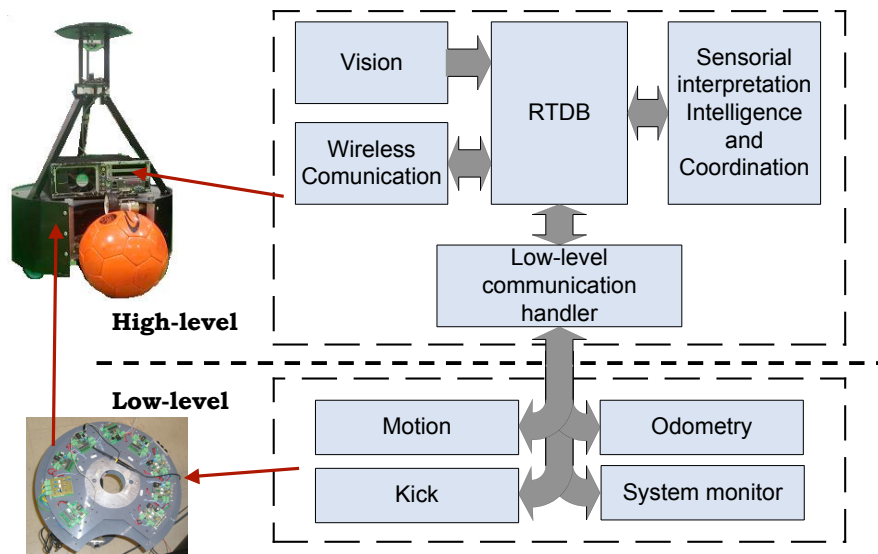 Vision
Wireless
Comunication
RTDB
Sensorial
interpretation
Intelligence
and
Coordination
Low-level
communication
handler
High-level
Low-level
Motion
Odometry
Kick
System monitor